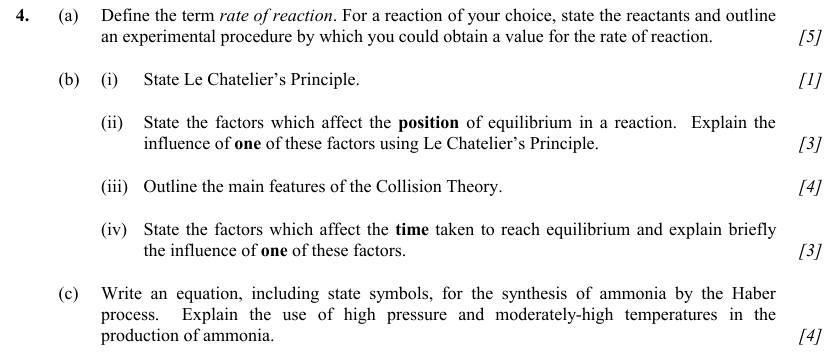 4. (a) Define the term rate of reaction. For a reaction of your choice, state the reactants and outline
an experimental procedure by which you could obtain a value for the rate of reaction. [5]
(b) (i) State Le Chatelier’s Principle. [1]
(ii) State the factors which affect the position of equilibrium in a reaction. Explain the
influence of one of these factors using Le Chatelier’s Principle. [3]
(iii) Outline the main features of the Collision Theory. [4]
(iv) State the factors which affect the time taken to reach equilibrium and explain briefly
the influence of one of these factors. [3]
(c) Write an equation, including state symbols, for the synthesis of ammonia by the Haber
process. Explain the use of high pressure and moderately-high temperatures in the
production of ammonia. [4]